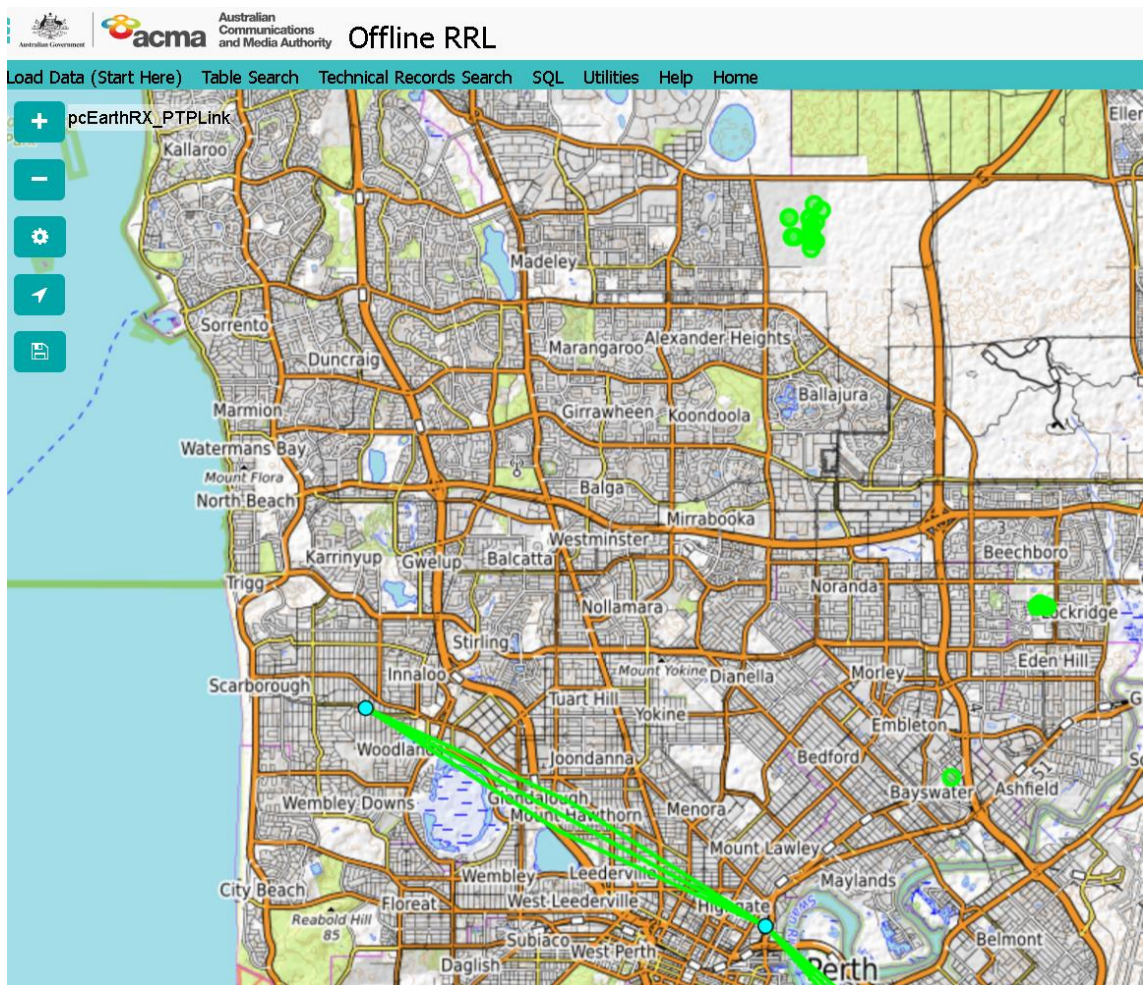 Australian Government
acma
Australian
Communications
and Media Authority
Offline RRL
Load Data (Start Here) Table Search Technical Records Search SQL Utilities Help Home
+ pcEarthRX_PTPLink
Kallaroo
Madeley
Sorrento
Duncraig
Marangaroo
Alexander Heights
Ballajura
Marmion
Girrawheen
Koondoola
Watermans Bay
Mount Flora
North Beach
Balga
Mirrabooka
Westminster
Beechboro
3
Karrinyup
Gwelup
Balcatta
Trigg
Noranda
Nollamara
Lockridge
Stirling
Eden Hill
Innaloo
Mount Yokine
Dianella
Morley
Scarborough
Tuart Hill
Yokine
Embleton
4
Woodlands
Joondanna
Bedford
51
Bayswater
Ashfield
Wembley Downs
Glendalough
Mount Hawthorn
Menora
Mount Lawley
Wembley
Leederville
Maylands
City Beach
Floreat
West Leederville
Highgate
Reabold Hill
85
Subiaco
West Perth
Belmont
Daglish
Perth